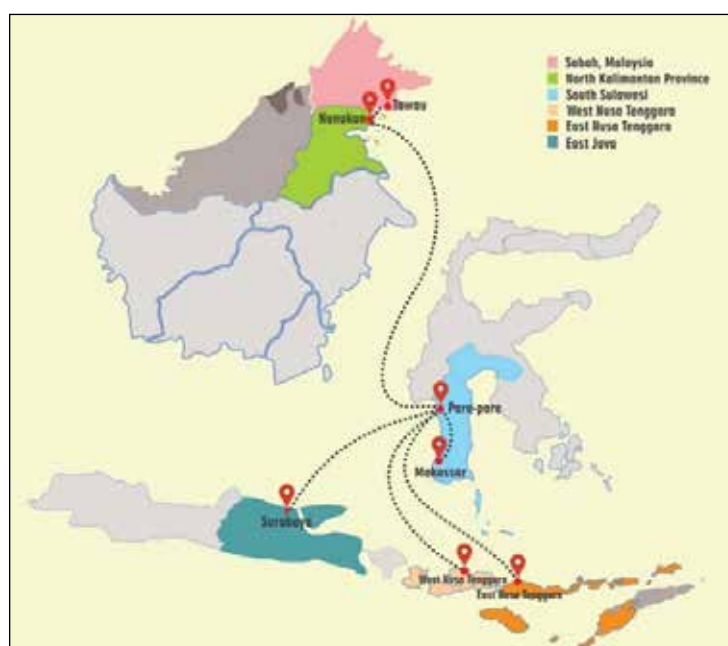 Sabah, Malaysia
North Kalimantan Province
South Sulawesi
West Nusa Tenggara
East Nusa Tenggara
East Java
Tawau
Nunukan
Pare-pare
Makassar
Surabaya
West Nusa Tenggara
East Nusa Tenggara